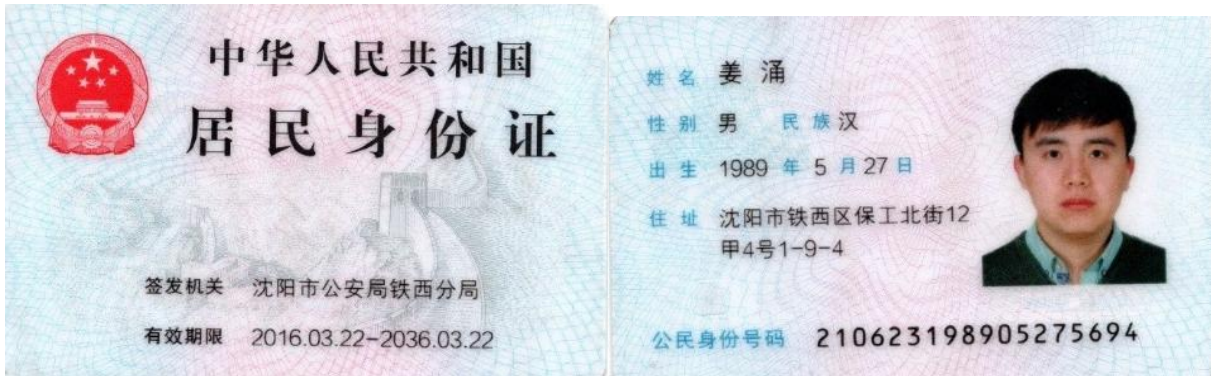 中华人民共和国
居民身份证
签发机关 沈阳市公安局铁西分局
有效期限 2016.03.22-2036.03.22
姓名 姜涌
性别 男 民族 汉
出生 1989 年 5 月 27 日
住址 沈阳市铁西区保工北街12
甲4号1-9-4
公民身份号码 210623198905275694